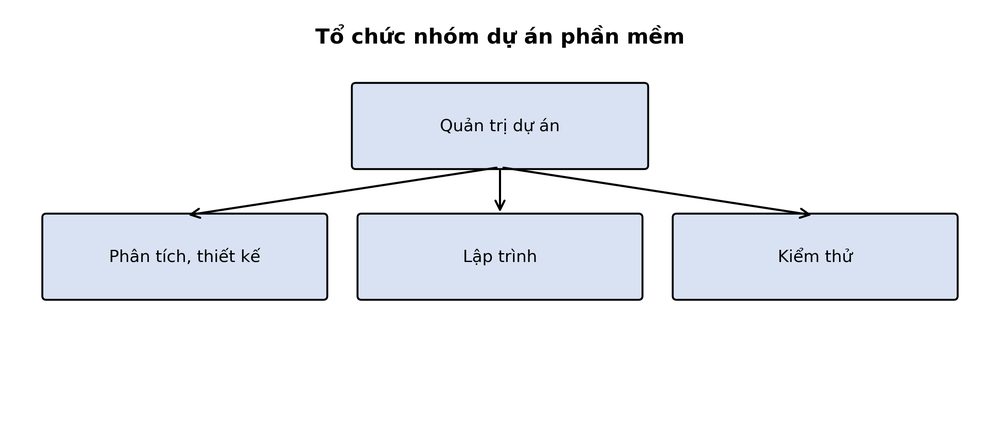 Tổ chức nhóm dự án phần mềm
Quản trị dự án
Phân tích, thiết kế
Lập trình
Kiểm thử